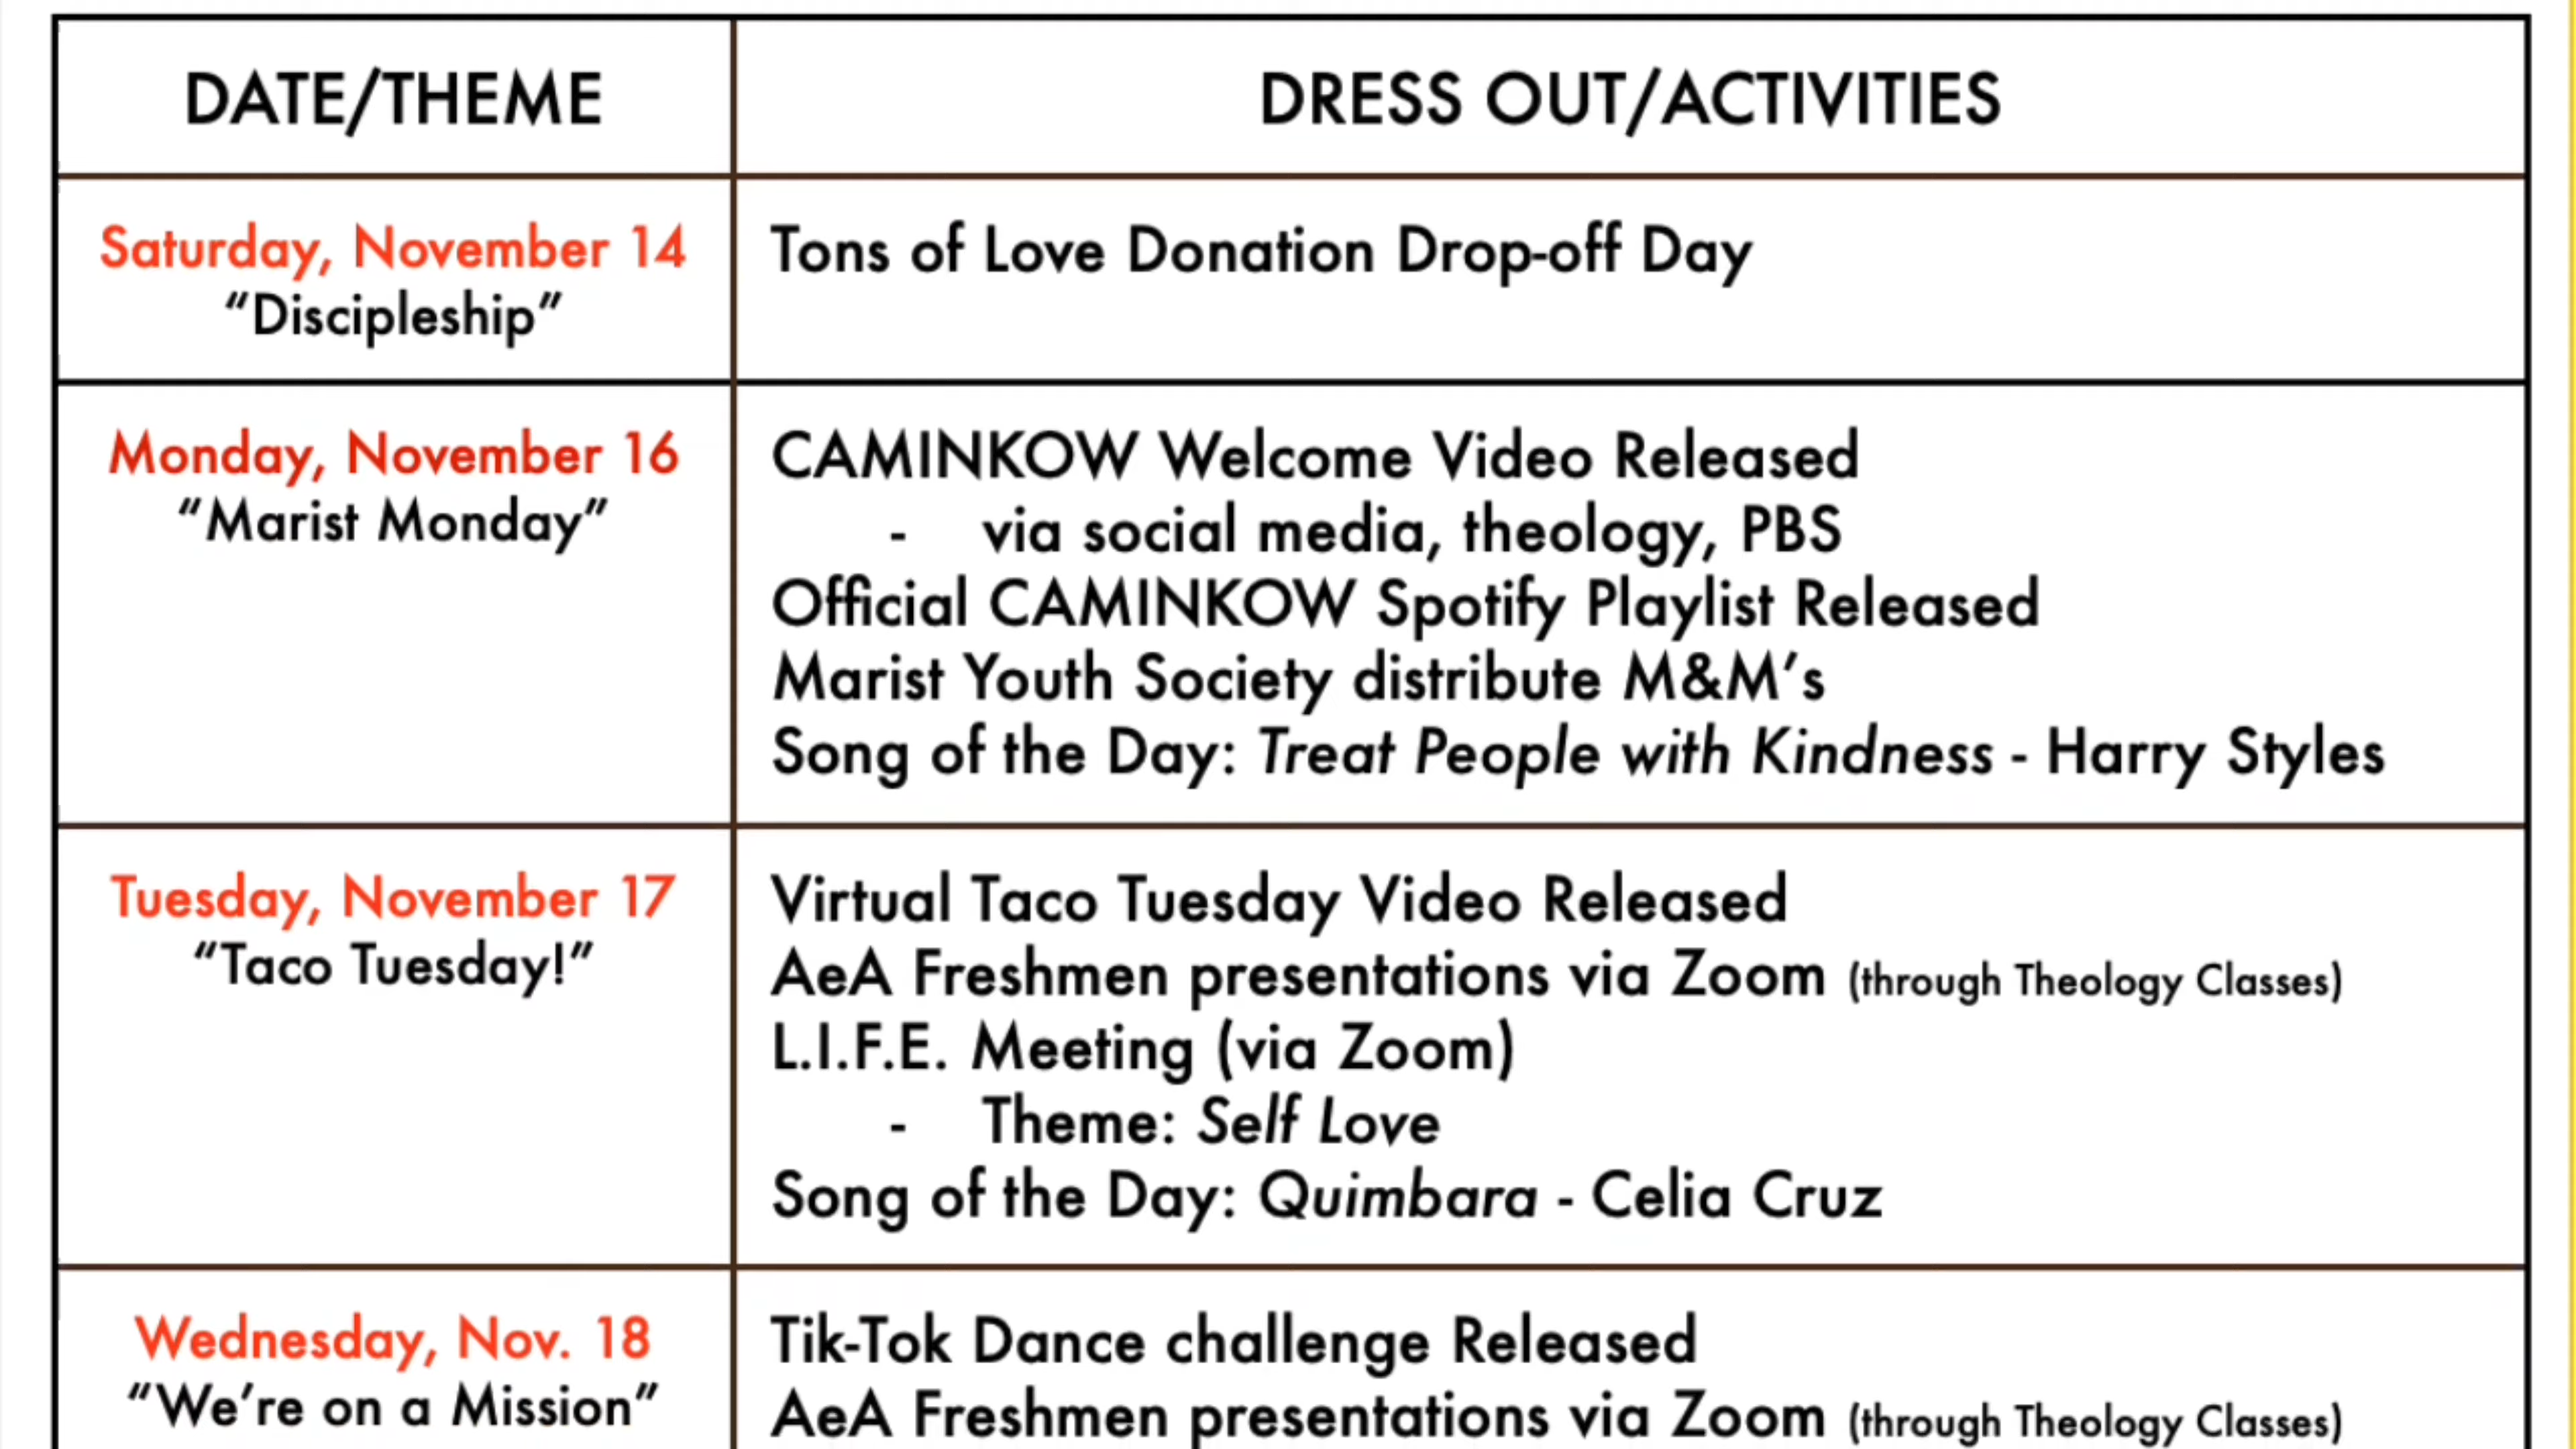 DATE/THEME
DRESS OUT/ACTIVITIES
Saturday, November 14
“Discipleship”
Tons of Love Donation Drop-off Day
Monday, November 16
“Marist Monday”
CAMINKOW Welcome Video Released
- via social media, theology, PBS
Official CAMINKOW Spotify Playlist Released
Marist Youth Society distribute M&M’s
Song of the Day: Treat People with Kindness - Harry Styles
Tuesday, November 17
“Taco Tuesday!”
Virtual Taco Tuesday Video Released
AeA Freshmen presentations via Zoom (through Theology Classes)
L.I.F.E. Meeting (via Zoom)
- Theme: Self Love
Song of the Day: Quimbara - Celia Cruz
Wednesday, Nov. 18
“We’re on a Mission”
Tik-Tok Dance challenge Released
AeA Freshmen presentations via Zoom (through Theology Classes)